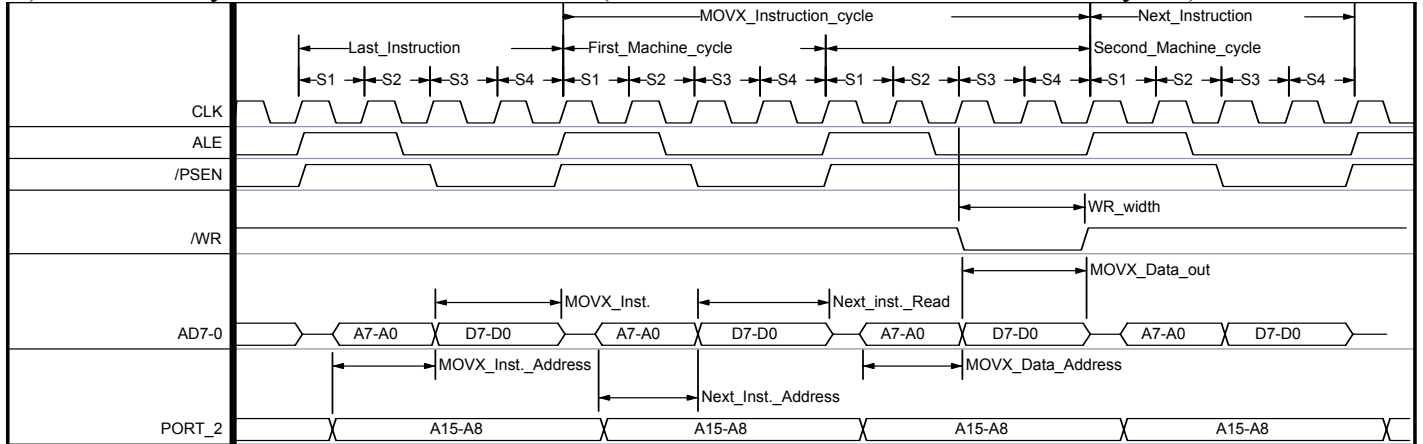 MOVX_Instruction_cycle Next_Instruction
Last_Instruction First_Machine_cycle Second_Machine_cycle
S1 S2 S3 S4 S1 S2 S3 S4 S1 S2 S3 S4 S1 S2 S3 S4
CLK
ALE
/PSEN
WR_width
/WR
MOVX_Data_out
MOVX_Inst. Next_inst._Read
AD7-0 A7-A0 D7-D0 A7-A0 D7-D0 A7-A0 D7-D0 A7-A0 D7-D0
MOVX_Inst._Address MOVX_Data_Address
Next_Inst._Address
PORT_2 A15-A8 A15-A8 A15-A8 A15-A8